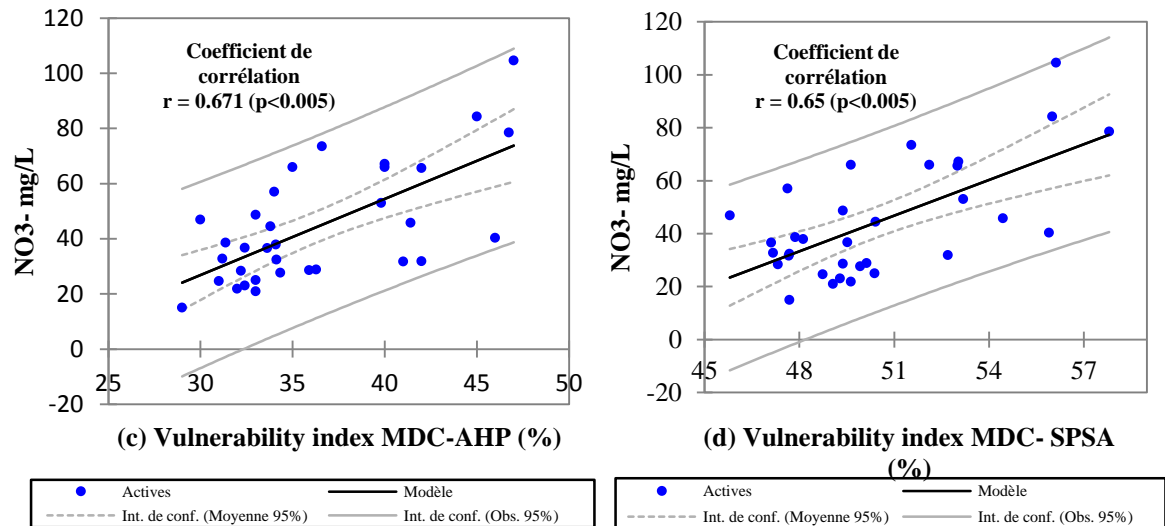 120
100
80
60
40
20
0
-20
NO3- mg/L
Coefficient de
corrélation
r = 0.671 (p<0.005)
25
30
35
40
45
50
(c) Vulnerability index MDC-AHP (%)
Actives
Modèle
Int. de conf. (Moyenne 95%)
Int. de conf. (Obs. 95%)
120
100
80
60
40
20
0
-20
NO3- mg/L
Coefficient de
corrélation
r = 0.65 (p<0.005)
45
48
51
54
57
(d) Vulnerability index MDC- SPSA
(%)
Actives
Modèle
Int. de conf. (Moyenne 95%)
Int. de conf. (Obs. 95%)